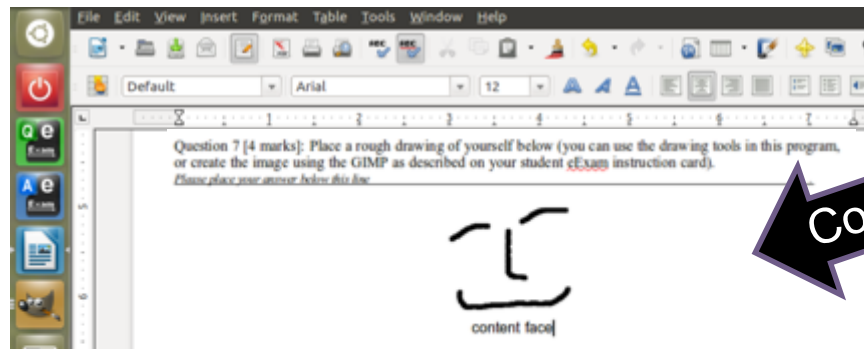 File Edit View Insert Format Table Tools Window Help
Default Arial 12
Question 7 [4 marks]: Place a rough drawing of yourself below (you can use the drawing tools in this program,
or create the image using the GIMP as described on your student eExam instruction card).
Please place your answer below this line
content face
Co